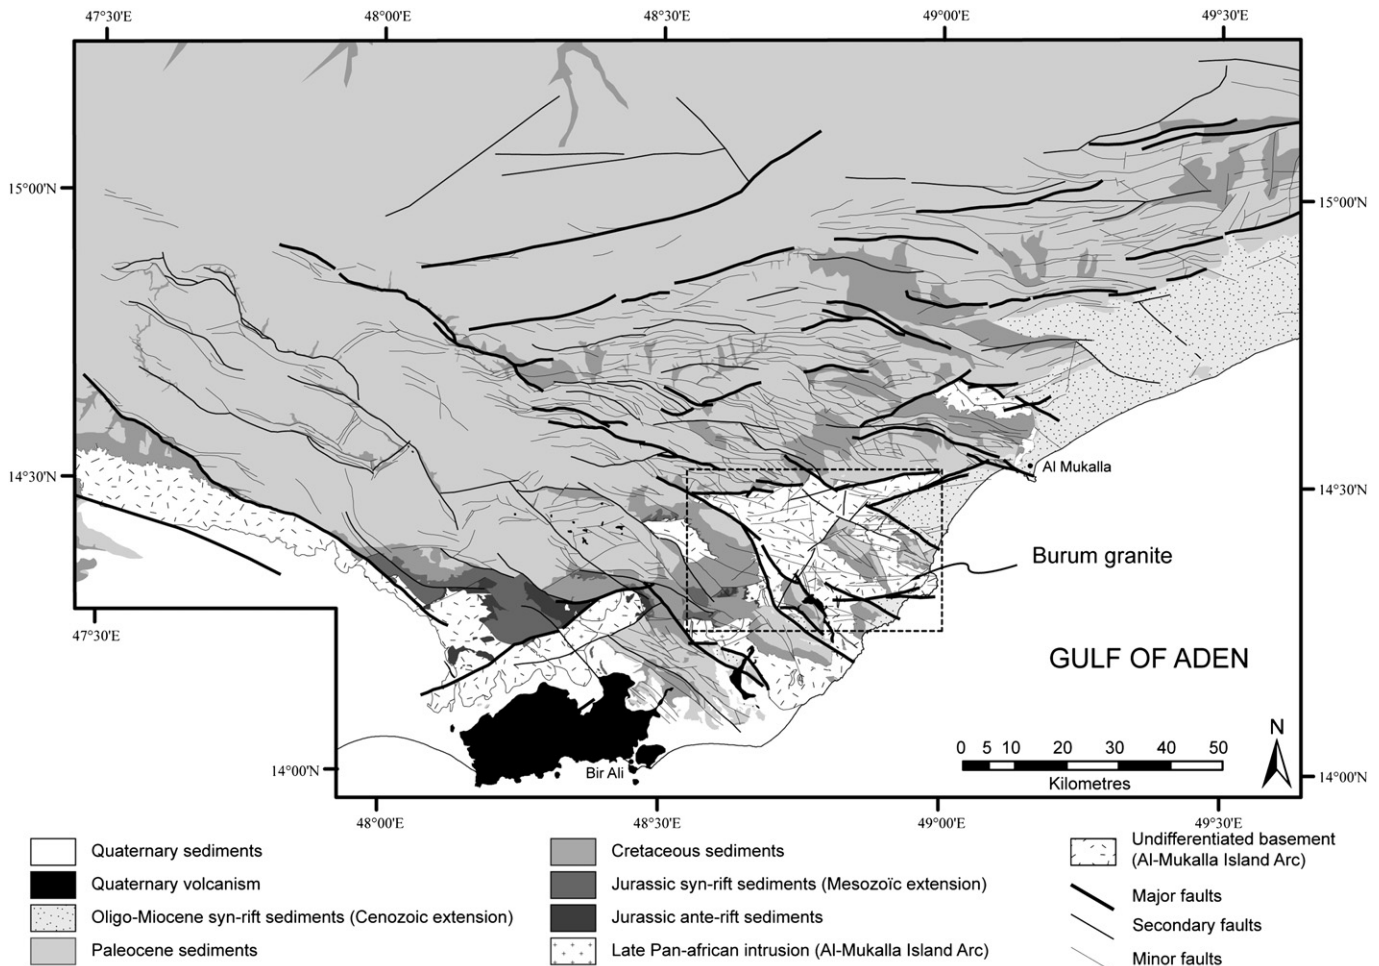 47°30'E 48°00'E 48°30'E 49°00'E 49°30'E
15°00'N 15°00'N
14°30'N 14°30'N
Al Mukalla
Burum granite
47°30'E
GULF OF ADEN
N
0 5 10 20 30 40 50
Kilometres
14°00'N 14°00'N
Bir Ali
48°00'E 48°30'E 49°00'E 49°30'E
Quaternary sediments
Quaternary volcanism
Oligo-Miocene syn-rift sediments (Cenozoic extension)
Paleocene sediments
Cretaceous sediments
Jurassic syn-rift sediments (Mesozoïc extension)
Jurassic ante-rift sediments
Late Pan-african intrusion (Al-Mukalla Island Arc)
Undifferentiated basement
(Al-Mukalla Island Arc)
Major faults
Secondary faults
Minor faults